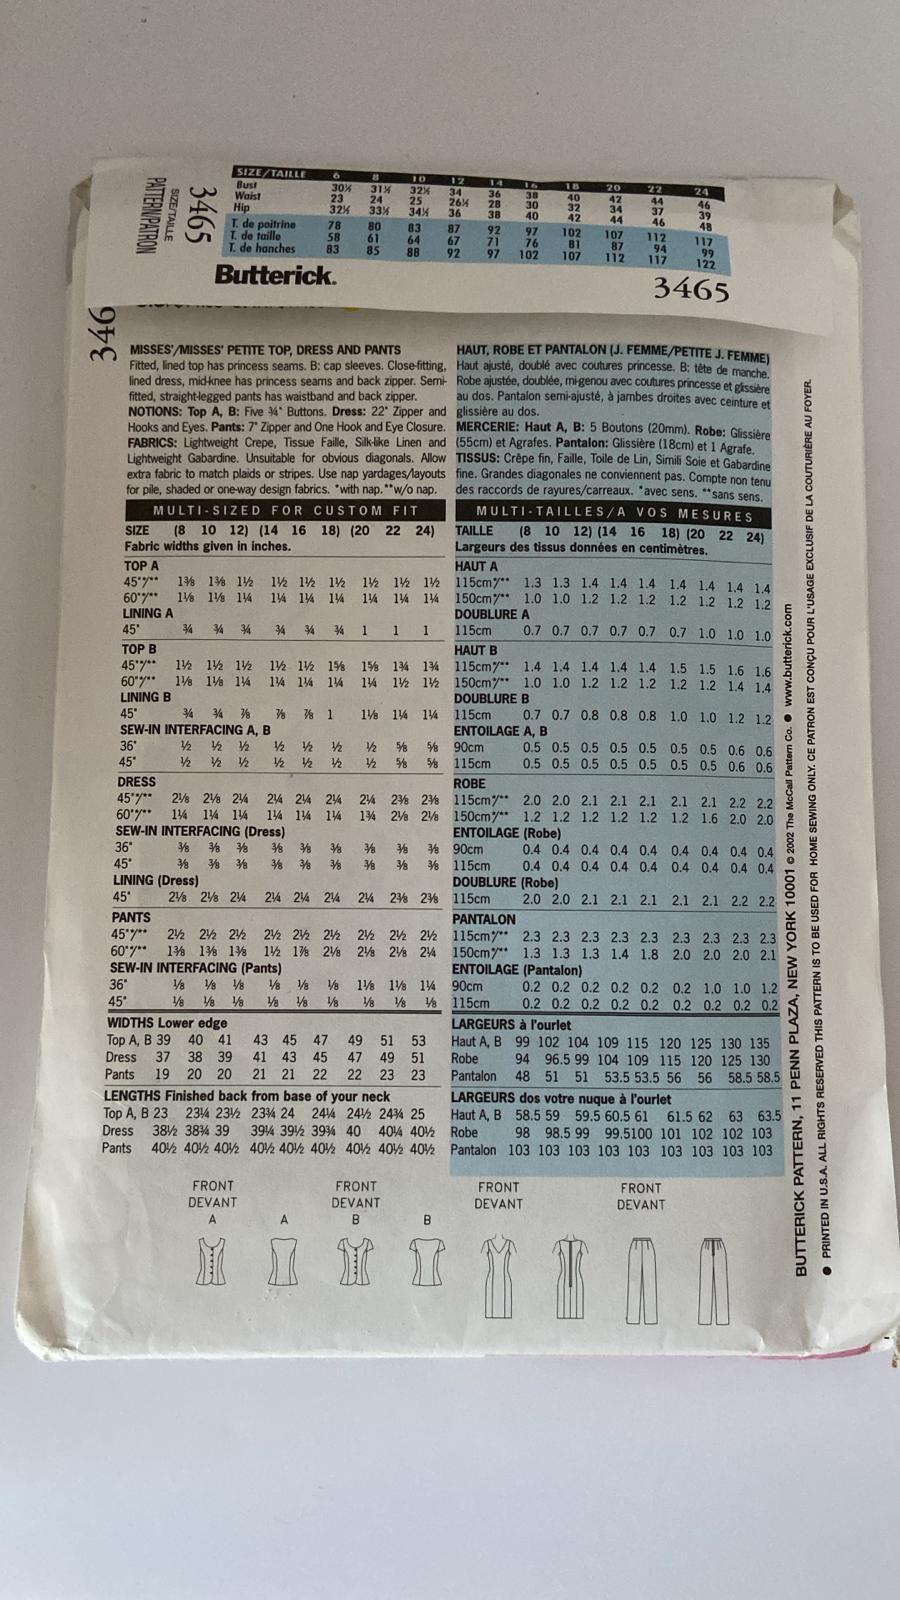 SIZE/TAILLE 6 8 10 12 14 16 18 20 22 24
Bust 30½ 31½ 32½ 34 36 38 40 42 44 46
Waist 23 24 25 26½ 28 30 32 34 37 39
Hip 32½ 33½ 34½ 36 38 40 42 44 46 48
T. de poitrine 78 80 83 87 92 97 102 107 112 117
T. de taille 58 61 64 67 71 76 81 87 94 99
T. de hanches 83 85 88 92 97 102 107 112 117 122
Butterick.
3465
3465
SIZE/TAILLE
PATTERN/PATRON
346
MISSES'/MISSES' PETITE TOP, DRESS AND PANTS
Fitted, lined top has princess seams. B: cap sleeves. Close-fitting,
lined dress, mid-knee has princess seams and back zipper. Semi-
fitted, straight-legged pants has waistband and back zipper.
NOTIONS: Top A, B: Five ¾" Buttons. Dress: 22" Zipper and
Hooks and Eyes. Pants: 7" Zipper and One Hook and Eye Closure.
FABRICS: Lightweight Crepe, Tissue Faille, Silk-like Linen and
Lightweight Gabardine. Unsuitable for obvious diagonals. Allow
extra fabric to match plaids or stripes. Use nap yardages/layouts
for pile, shaded or one-way design fabrics. *with nap.**w/o nap.
MULTI-SIZED FOR CUSTOM FIT
SIZE (8 10 12) (14 16 18) (20 22 24)
Fabric widths given in inches.
TOP A
45"*/** 1⅜ 1⅜ 1½ 1½ 1½ 1½ 1½ 1½ 1½
60"*/** 1⅛ 1⅛ 1¼ 1¼ 1¼ 1¼ 1¼ 1¼ 1¼
LINING A
45" ¾ ¾ ¾ ¾ ¾ ¾ 1 1 1
TOP B
45"*/** 1½ 1½ 1½ 1½ 1½ 1⅝ 1⅝ 1¾ 1¾
60"*/** 1⅛ 1⅛ 1¼ 1¼ 1¼ 1¼ 1¼ 1½ 1½
LINING B
45" ¾ ¾ ⅞ ⅞ ⅞ 1 1⅛ 1¼ 1¼
SEW-IN INTERFACING A, B
36" ½ ½ ½ ½ ½ ½ ½ ⅝ ⅝
45" ½ ½ ½ ½ ½ ½ ½ ⅝ ⅝
DRESS
45"*/** 2⅛ 2⅛ 2¼ 2¼ 2¼ 2¼ 2¼ 2⅜ 2⅜
60"*/** 1¼ 1¼ 1¼ 1¼ 1¼ 1¼ 1¾ 2⅛ 2⅛
SEW-IN INTERFACING (Dress)
36" ⅜ ⅜ ⅜ ⅜ ⅜ ⅜ ⅜ ⅜ ⅜
45" ⅜ ⅜ ⅜ ⅜ ⅜ ⅜ ⅜ ⅜ ⅜
LINING (Dress)
45" 2⅛ 2⅛ 2¼ 2¼ 2¼ 2¼ 2¼ 2⅜ 2⅜
PANTS
45"*/** 2½ 2½ 2½ 2½ 2½ 2½ 2½ 2½ 2½
60"*/** 1⅜ 1⅜ 1⅜ 1½ 1⅞ 2⅛ 2⅛ 2⅛ 2¼
SEW-IN INTERFACING (Pants)
36" ⅛ ⅛ ⅛ ⅛ ⅛ ⅛ 1⅛ 1⅛ 1¼
45" ⅛ ⅛ ⅛ ⅛ ⅛ ⅛ ⅛ ⅛ ⅛
WIDTHS Lower edge
Top A, B 39 40 41 43 45 47 49 51 53
Dress 37 38 39 41 43 45 47 49 51
Pants 19 20 20 21 21 22 22 23 23
LENGTHS Finished back from base of your neck
Top A, B 23 23¼ 23½ 23¾ 24 24¼ 24½ 24¾ 25
Dress 38½ 38¾ 39 39¼ 39½ 39¾ 40 40¼ 40½
Pants 40½ 40½ 40½ 40½ 40½ 40½ 40½ 40½ 40½
HAUT, ROBE ET PANTALON (J. FEMME/PETITE J. FEMME)
Haut ajusté, doublé avec coutures princesse. B: tête de manche.
Robe ajustée, doublée, mi-genou avec coutures princesse et glissière
au dos. Pantalon semi-ajusté, à jambes droites avec ceinture et
glissière au dos.
MERCERIE: Haut A, B: 5 Boutons (20mm). Robe: Glissière
(55cm) et Agrafes. Pantalon: Glissière (18cm) et 1 Agrafe.
TISSUS: Crêpe fin, Faille, Toile de Lin, Simili Soie et Gabardine
fine. Grandes diagonales ne conviennent pas. Compte non tenu
des raccords de rayures/carreaux. *avec sens. **sans sens.
MULTI-TAILLES/A VOS MESURES
TAILLE (8 10 12) (14 16 18) (20 22 24)
Largeurs des tissus données en centimètres.
HAUT A
115cm*/** 1.3 1.3 1.4 1.4 1.4 1.4 1.4 1.4 1.4
150cm*/** 1.0 1.0 1.2 1.2 1.2 1.2 1.2 1.2 1.2
DOUBLURE A
115cm 0.7 0.7 0.7 0.7 0.7 0.7 1.0 1.0 1.0
HAUT B
115cm*/** 1.4 1.4 1.4 1.4 1.4 1.5 1.5 1.6 1.6
150cm*/** 1.0 1.0 1.2 1.2 1.2 1.2 1.2 1.4 1.4
DOUBLURE B
115cm 0.7 0.7 0.8 0.8 0.8 1.0 1.0 1.2 1.2
ENTOILAGE A, B
90cm 0.5 0.5 0.5 0.5 0.5 0.5 0.5 0.6 0.6
115cm 0.5 0.5 0.5 0.5 0.5 0.5 0.5 0.6 0.6
ROBE
115cm*/** 2.0 2.0 2.1 2.1 2.1 2.1 2.1 2.2 2.2
150cm*/** 1.2 1.2 1.2 1.2 1.2 1.2 1.6 2.0 2.0
ENTOILAGE (Robe)
90cm 0.4 0.4 0.4 0.4 0.4 0.4 0.4 0.4 0.4
115cm 0.4 0.4 0.4 0.4 0.4 0.4 0.4 0.4 0.4
DOUBLURE (Robe)
115cm 2.0 2.0 2.1 2.1 2.1 2.1 2.1 2.2 2.2
PANTALON
115cm*/** 2.3 2.3 2.3 2.3 2.3 2.3 2.3 2.3 2.3
150cm*/** 1.3 1.3 1.3 1.4 1.8 2.0 2.0 2.0 2.1
ENTOILAGE (Pantalon)
90cm 0.2 0.2 0.2 0.2 0.2 0.2 1.0 1.0 1.2
115cm 0.2 0.2 0.2 0.2 0.2 0.2 0.2 0.2 0.2
LARGEURS à l'ourlet
Haut A, B 99 102 104 109 115 120 125 130 135
Robe 94 96.5 99 104 109 115 120 125 130
Pantalon 48 51 51 53.5 53.5 56 56 58.5 58.5
LARGEURS dos votre nuque à l'ourlet
Haut A, B 58.5 59 59.5 60.5 61 61.5 62 63 63.5
Robe 98 98.5 99 99.5 100 101 102 102 103
Pantalon 103 103 103 103 103 103 103 103 103
FRONT FRONT FRONT FRONT
DEVANT DEVANT DEVANT DEVANT
A A B B
BUTTERICK PATTERN, 11 PENN PLAZA, NEW YORK 10001 © 2002 The McCall Pattern Co. ● www.butterick.com
● PRINTED IN U.S.A. ALL RIGHTS RESERVED THIS PATTERN IS TO BE USED FOR HOME SEWING ONLY. CE PATRON EST CONÇU POUR L'USAGE EXCLUSIF DE LA COUTURIÈRE AU FOYER.